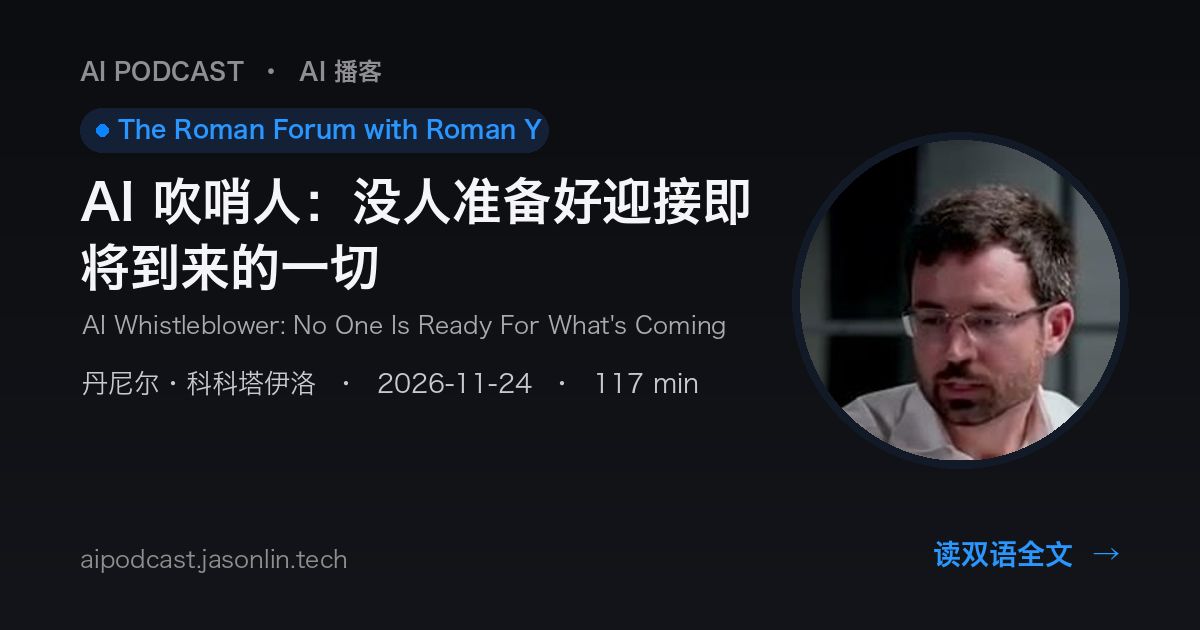 AI PODCAST · AI 播客
The Roman Forum with Roman Y
AI 吹哨人：没人准备好迎接即
将到来的一切
AI Whistleblower: No One Is Ready For What's Coming
丹尼尔·科科塔伊洛 · 2026-11-24 · 117 min
aipodcast.jasonlin.tech
读双语全文 →